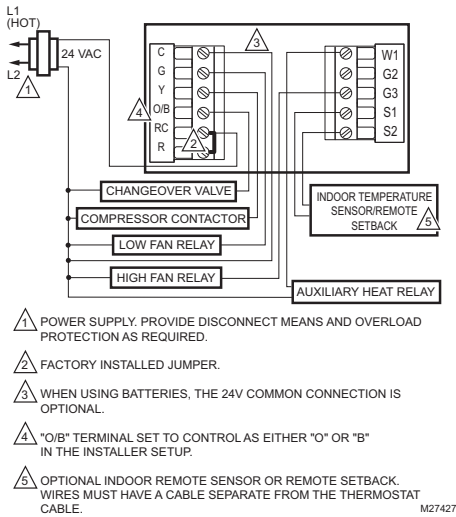 L1
(HOT)
24 VAC
L2
1
C
G
Y
O/B
RC
R
4
2
3
W1
G2
G3
S1
S2
CHANGEOVER VALVE
COMPRESSOR CONTACTOR
LOW FAN RELAY
HIGH FAN RELAY
INDOOR TEMPERATURE
SENSOR/REMOTE
SETBACK
5
AUXILIARY HEAT RELAY
1 POWER SUPPLY. PROVIDE DISCONNECT MEANS AND OVERLOAD
PROTECTION AS REQUIRED.
2 FACTORY INSTALLED JUMPER.
3 WHEN USING BATTERIES, THE 24V COMMON CONNECTION IS
OPTIONAL.
4 "O/B" TERMINAL SET TO CONTROL AS EITHER "O" OR "B"
IN THE INSTALLER SETUP.
5 OPTIONAL INDOOR REMOTE SENSOR OR REMOTE SETBACK.
WIRES MUST HAVE A CABLE SEPARATE FROM THE THERMOSTAT
CABLE.
M27427